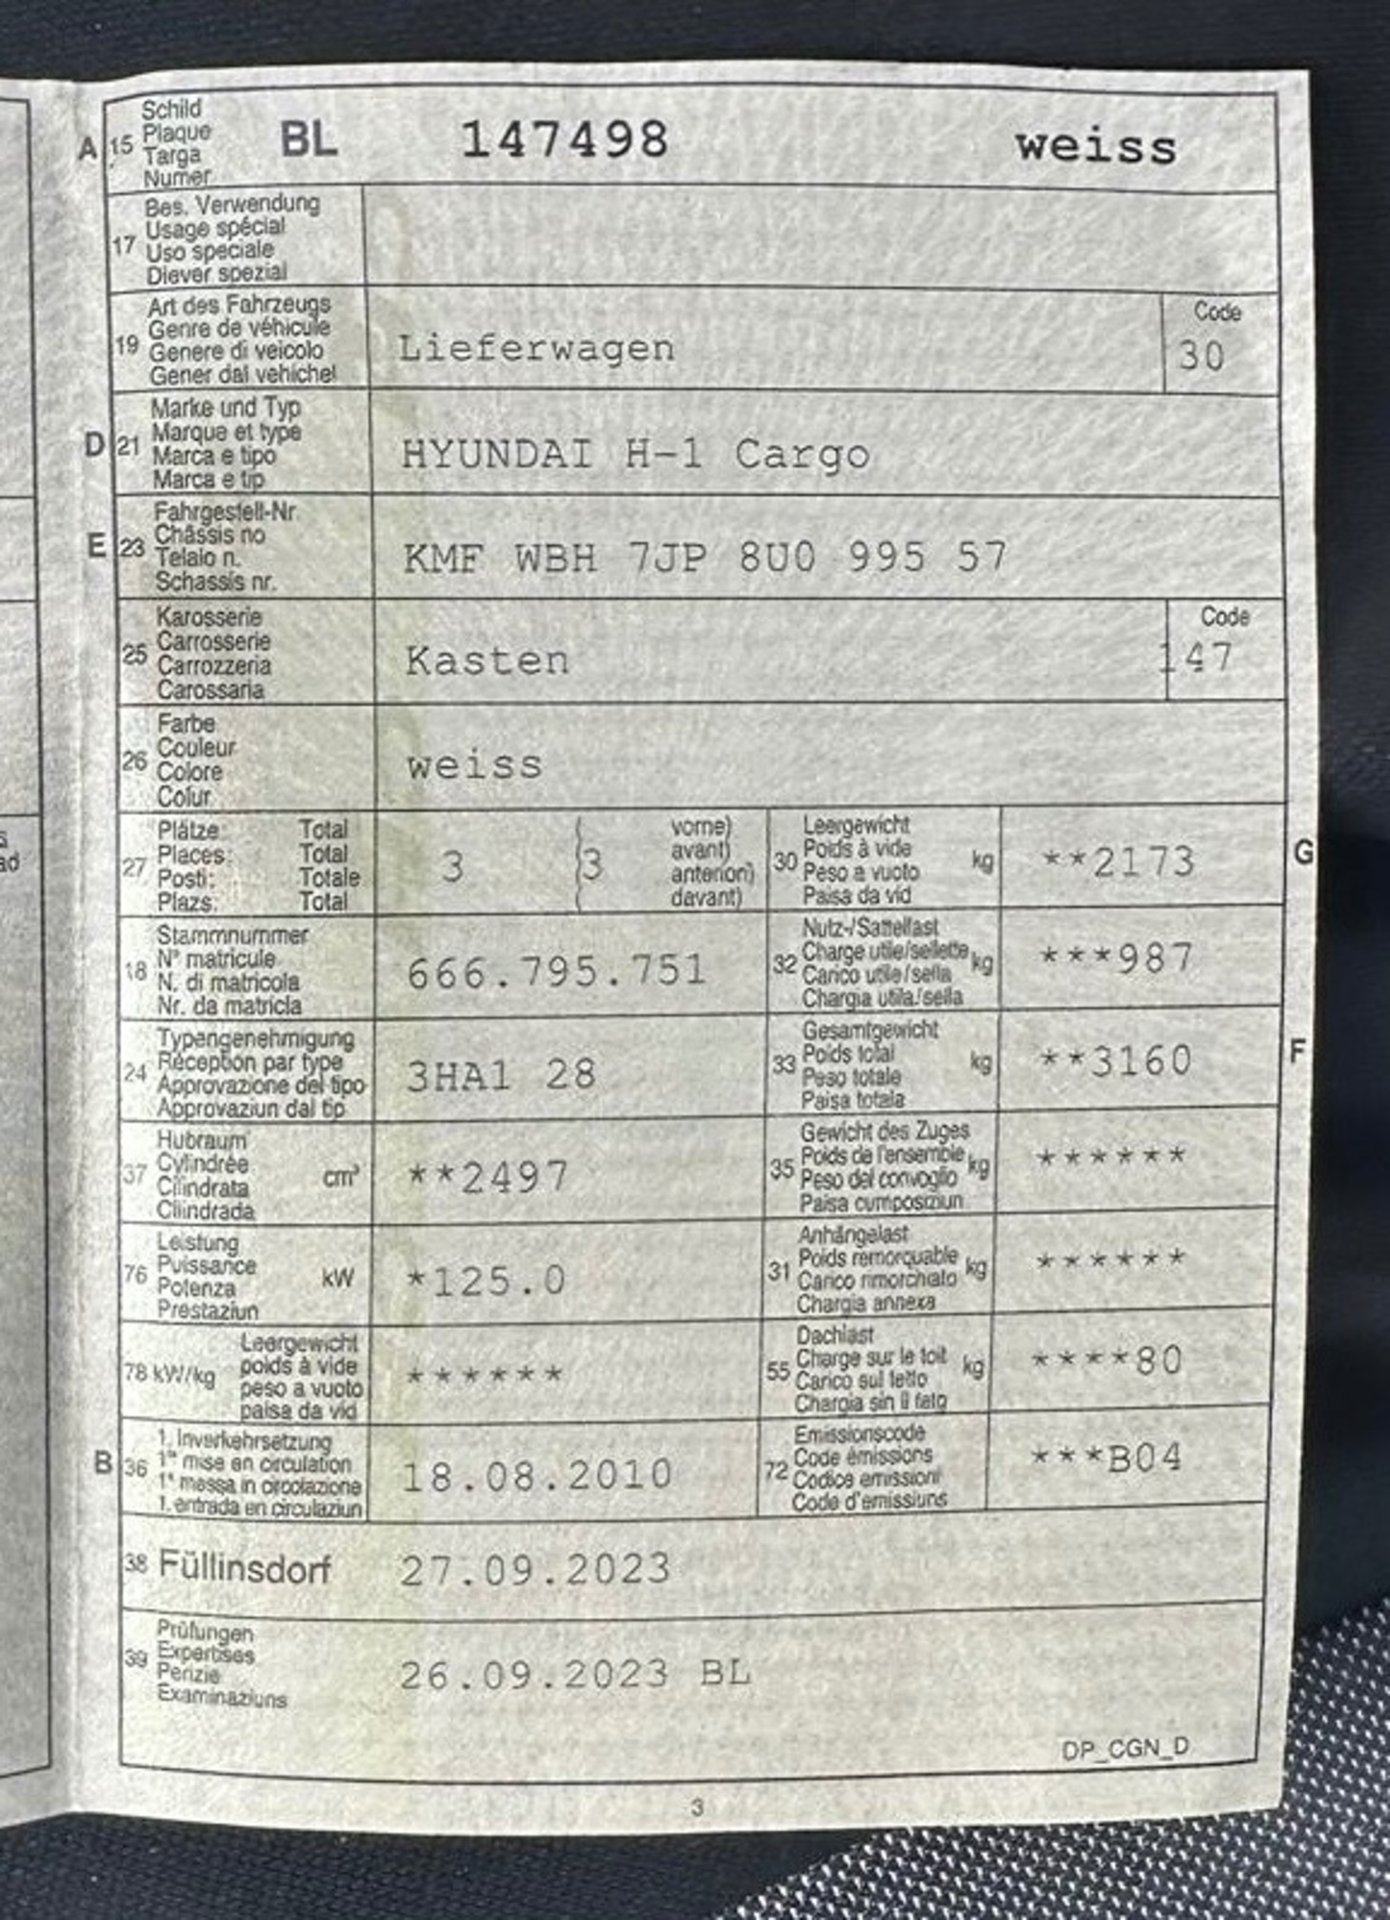 A 15 Schild
Plaque
Targa
Numer
BL 147498 weiss
17 Bes. Verwendung
Usage spécial
Uso speciale
Diever spezial
19 Art des Fahrzeugs
Genre de véhicule
Genere di veicolo
Gener dal vehichel
Lieferwagen
Code
30
D 21 Marke und Typ
Marque et type
Marca e tipo
Marca e tip
HYUNDAI H-1 Cargo
E 23 Fahrgestell-Nr
Châssis no
Telaio n.
Schassis nr.
KMF WBH 7JP 8U0 995 57
25 Karosserie
Carrosserie
Carrozzeria
Carossaria
Kasten
Code
147
26 Farbe
Couleur
Colore
Colur
weiss
27 Plätze: Total
Places: Total
Posti: Totale
Plazs: Total
3 (3 vorne)
avant)
anteriori)
davant)
30 Leergewicht
Poids à vide
Peso a vuoto
Paisa da vid
kg
**2173
G
18 Stammnummer
N° matricule
N. di matricola
Nr. da matricla
666.795.751
32 Nutz-/Sattellast
Charge utile/sellette
Carico utile/sella
Chargia utila/sella
kg
***987
24 Typengenehmigung
Réception par type
Approvazione del tipo
Approvaziun dal tip
3HA1 28
33 Gesamtgewicht
Poids total
Peso totale
Paisa totala
kg
**3160
F
37 Hubraum
Cylindrée
Cilindrata
Cilindrada
cm³
**2497
35 Gewicht des Zuges
Poids de l'ensemble
Peso del convoglio
Paisa cumposiziun
kg
******
76 Leistung
Puissance
Potenza
Prestaziun
kW
*125.0
31 Anhängelast
Poids remorquable
Carico rimorchiato
Chargia annexa
kg
******
78 kW/kg
Leergewicht
poids à vide
peso a vuoto
paisa da vid
******
55 Dachlast
Charge sur le toit
Carico sul tetto
Chargia sin il tetg
kg
****80
B 36 1. Inverkehrsetzung
1re mise en circulation
1a messa in circolazione
1. entrada en circulaziun
18.08.2010
72 Emissionscode
Code émissions
Codice emissioni
Code d'emissiuns
***B04
38 Füllinsdorf 27.09.2023
39 Prüfungen
Expertises
Perizie
Examinaziuns
26.09.2023 BL
DP_CGN_D
3